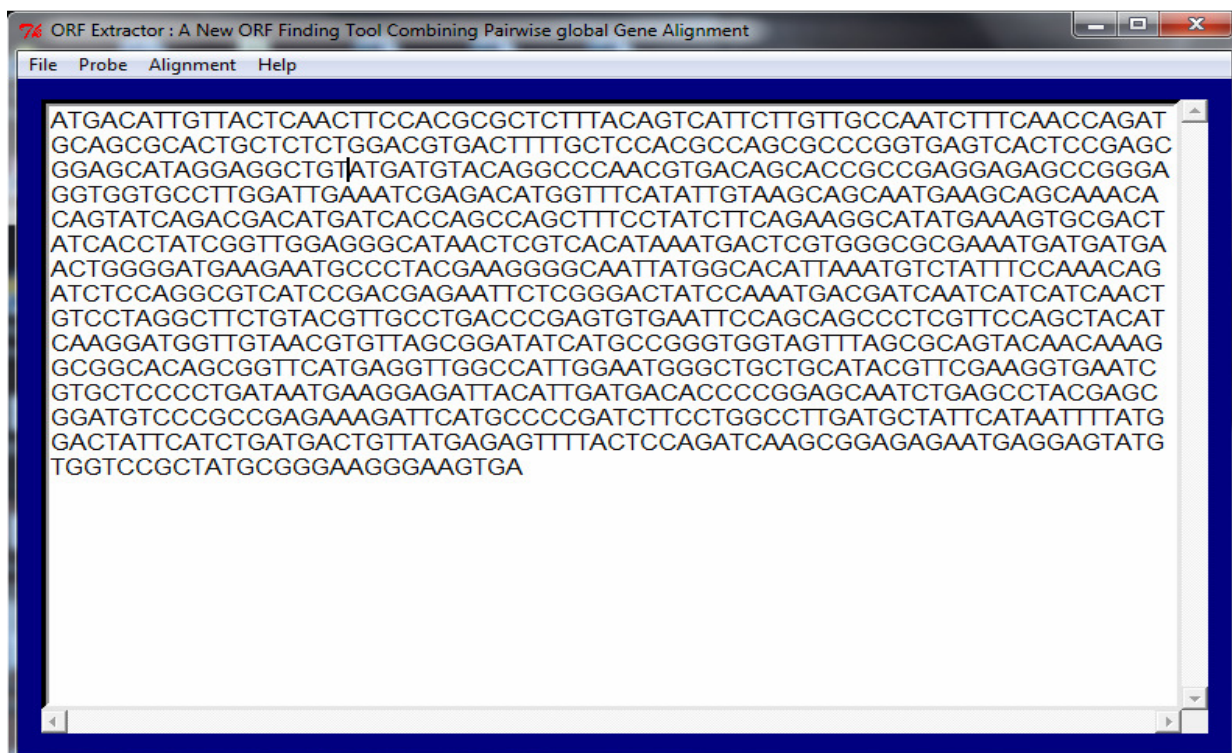 ORF Extractor : A New ORF Finding Tool Combining Pairwise global Gene Alignment
File Probe Alignment Help
ATGACATTGTTACTCAACTTCCACGCGCTCTTTACAGTCATTCTTGTTGCCAATCTTTCAACCAGAT
GCAGCGCACTGCTCTCTGGACGTGACTTTTGCTCCACGCCAGCGCCCGGTGAGTCACTCCGAGC
GGAGCATAGGAGGCTGTATGATGTACAGGCCCAACGTGACAGCACCGCCGAGGAGAGCCGGGA
GGTGGTGCCTTGGATTGAAATCGAGACATGGTTTCATATTGTAAGCAGCAATGAAGCAGCAAACA
CAGTATCAGACGACATGATCACCAGCCAGCTTTCCTATCTTCAGAAGGCATATGAAAGTGCGACT
ATCACCTATCGGTTGGAGGGCATAACTCGTCACATAAATGACTCGTGGGCGCGAAATGATGATGA
ACTGGGGATGAAGAATGCCCTACGAAGGGGCAATTATGGCACATTAAATGTCTATTTCCAAACAG
ATCTCCAGGCGTCATCCGACGAGAATTCTCGGGACTATCCAAATGACGATCAATCATCATCAACT
GTCCTAGGCTTCTGTACGTTGCCTGACCCGAGTGTGAATTCCAGCAGCCCTCGTTCCAGCTACAT
CAAGGATGGTTGTAACGTGTTAGCGGATATCATGCCGGGTGGTAGTTTAGCGCAGTACAACAAAG
GCGGCACAGCGGTTCATGAGGTTGGCCATTGGAATGGGCTGCTGCATACGTTCGAAGGTGAATC
GTGCTCCCCTGATAATGAAGGAGATTACATTGATGACACCCCGGAGCAATCTGAGCCTACGAGC
GGATGTCCCGCCGAGAAAGATTCATGCCCCGATCTTCCTGGCCTTGATGCTATTCATAATTTTATG
GACTATTCATCTGATGACTGTTATGAGAGTTTTACTCCAGATCAAGCGGAGAGAATGAGGAGTATG
TGGTCCGCTATGCGGGAAGGGAAGTGA